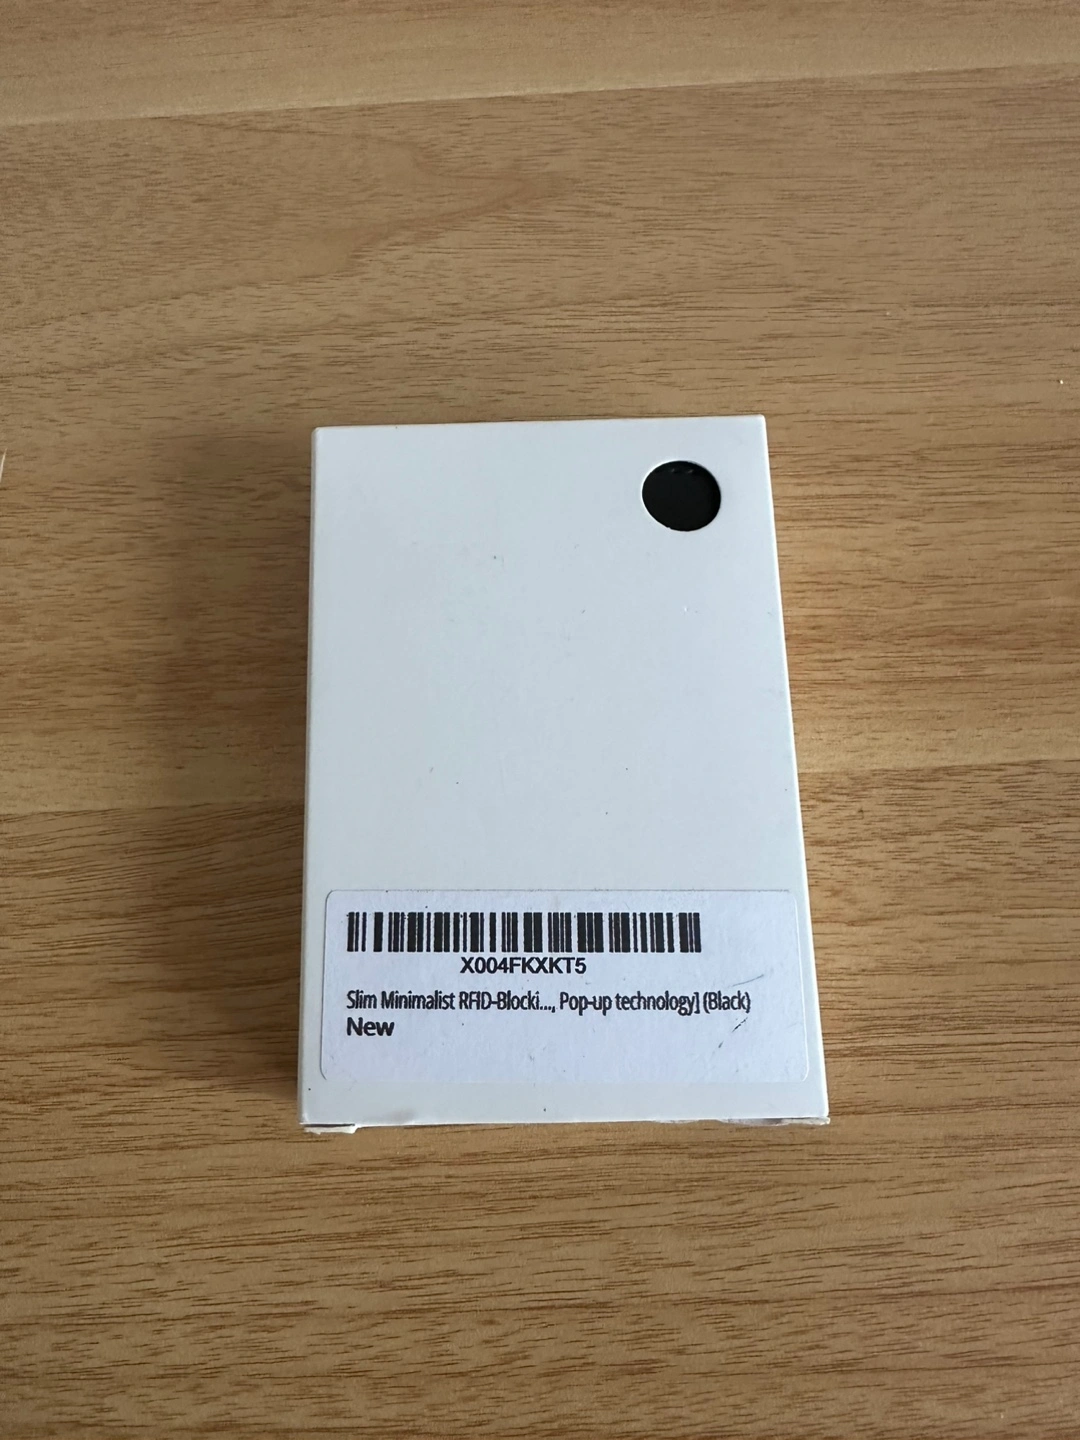 X004FKXKT5
Slim Minimalist RFID-Blocki..., Pop-up technology] (Black)
New